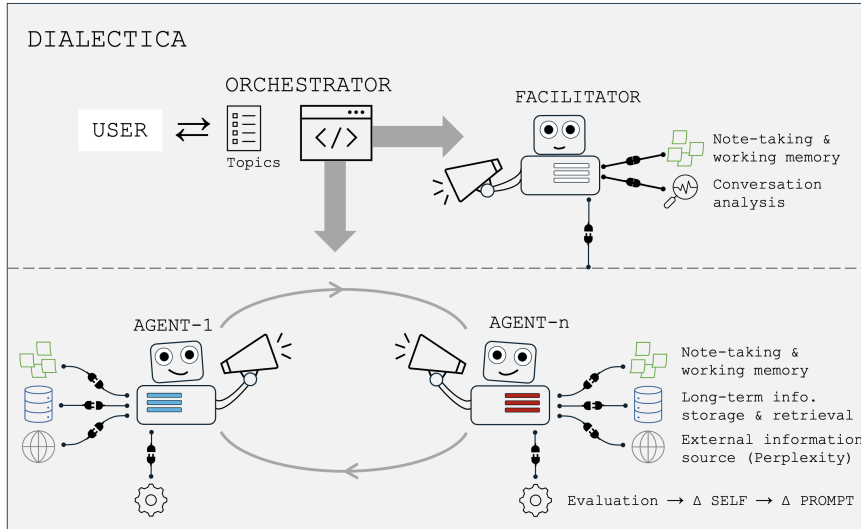 DIALECTICA
ORCHESTRATOR
USER
Topics
</>
FACILITATOR
Note-taking &
working memory
Conversation
analysis
AGENT-1
AGENT-n
Note-taking &
working memory
Long-term info.
storage & retrieval
External information
source (Perplexity)
Evaluation → Δ SELF → Δ PROMPT